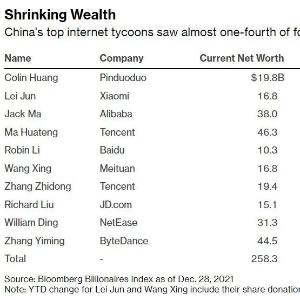 Shrinking Wealth
China's top internet tycoons saw almost one-fourth of
Name Company Current Net Worth
Colin Huang Pinduoduo $19.8B
Lei Jun Xiaomi 16.8
Jack Ma Alibaba 38.0
Ma Huateng Tencent 46.3
Robin Li Baidu 10.3
Wang Xing Meituan 16.8
Zhang Zhidong Tencent 19.4
Richard Liu JD.com 15.1
William Ding NetEase 31.3
Zhang Yiming ByteDance 44.5
Total - 258.3
Source: Bloomberg Billionaires Index as of Dec. 28, 2021
Note: YTD change for Lei Jun and Wang Xing include their share